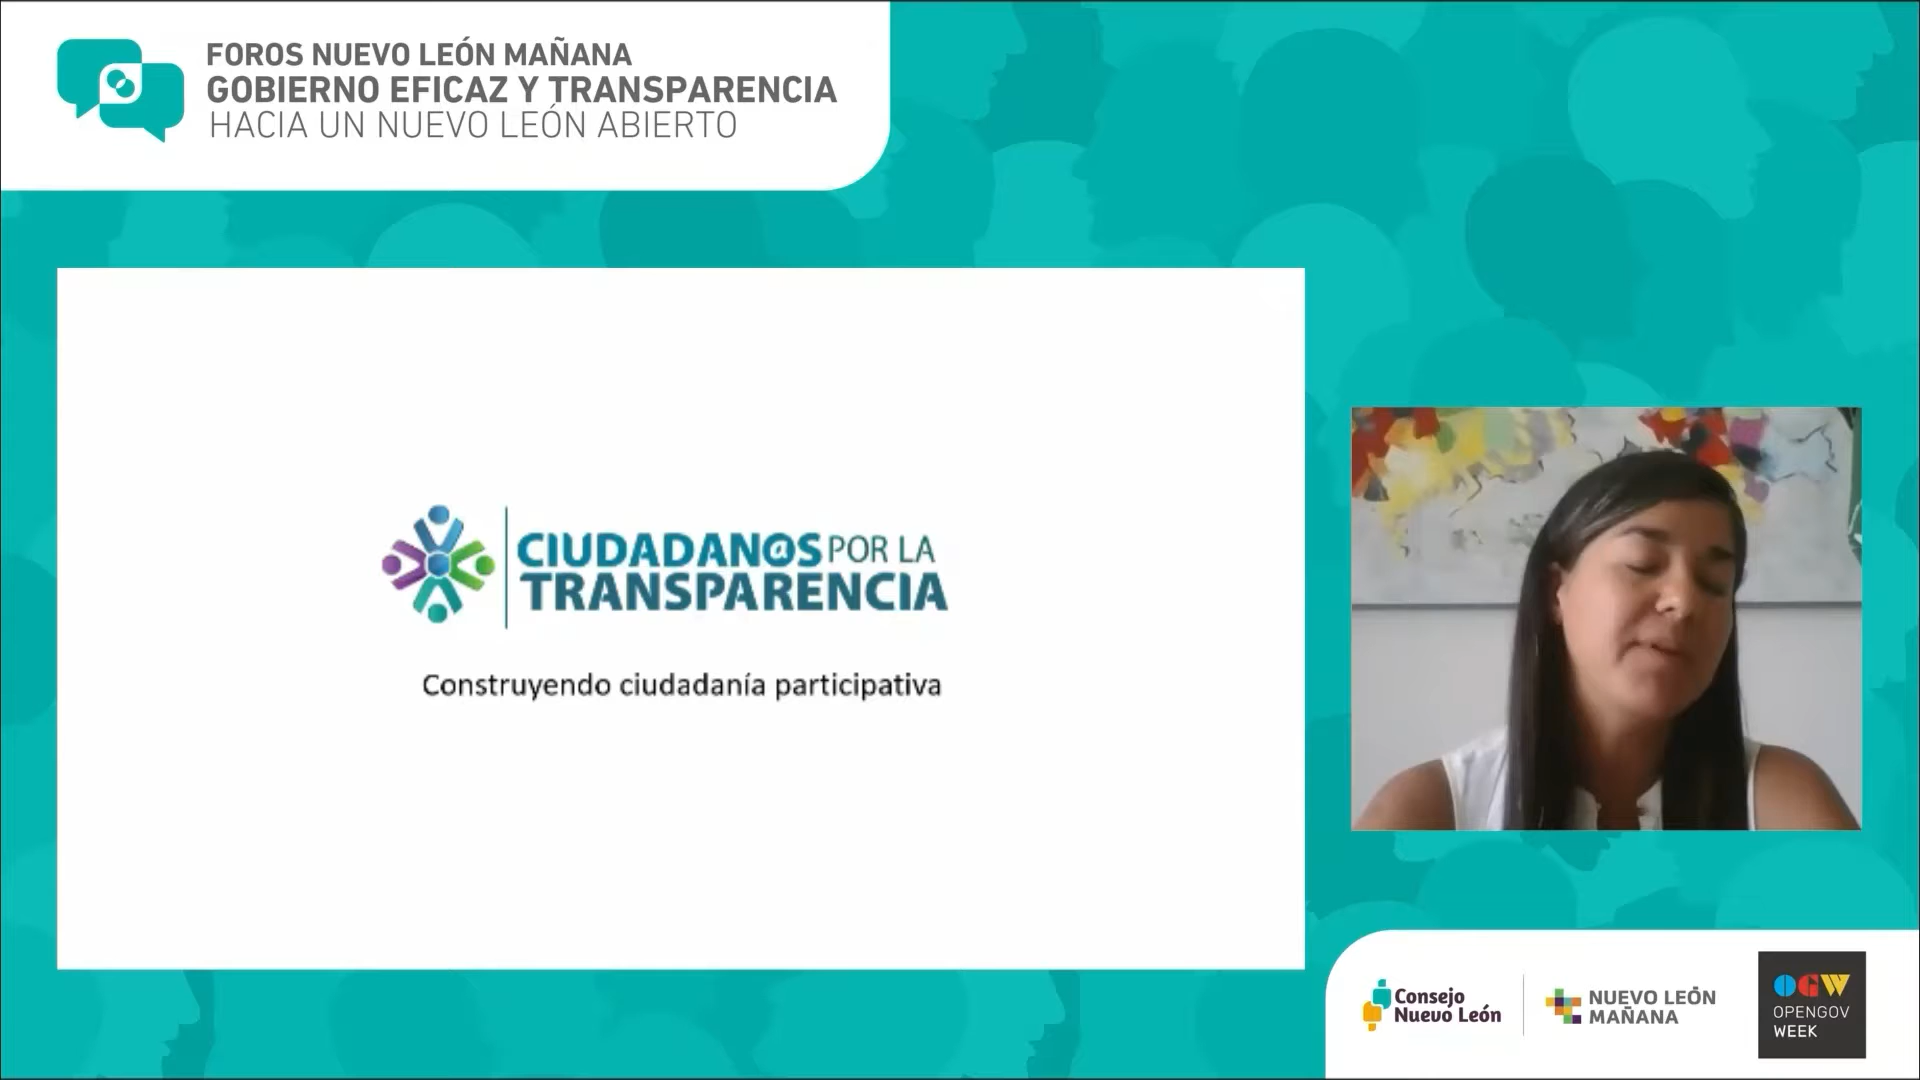 FOROS NUEVO LEÓN MAÑANA
GOBIERNO EFICAZ Y TRANSPARENCIA
HACIA UN NUEVO LEÓN ABIERTO
CIUDADAN@S POR LA
TRANSPARENCIA
Construyendo ciudadanía participativa
Consejo
Nuevo León
NUEVO LEÓN
MAÑANA
OGW
OPENGOV
WEEK